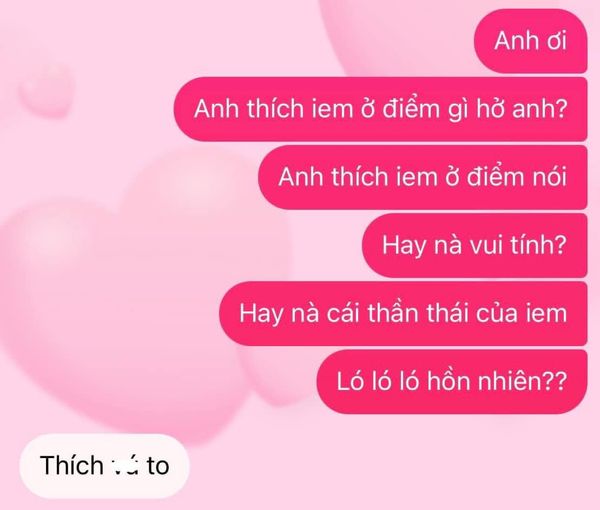 Anh ơi
Anh thích iem ở điểm gì hở anh?
Anh thích iem ở điểm nói
Hay nà vui tính?
Hay nà cái thần thái của iem
Ló ló ló hồn nhiên??
Thích to